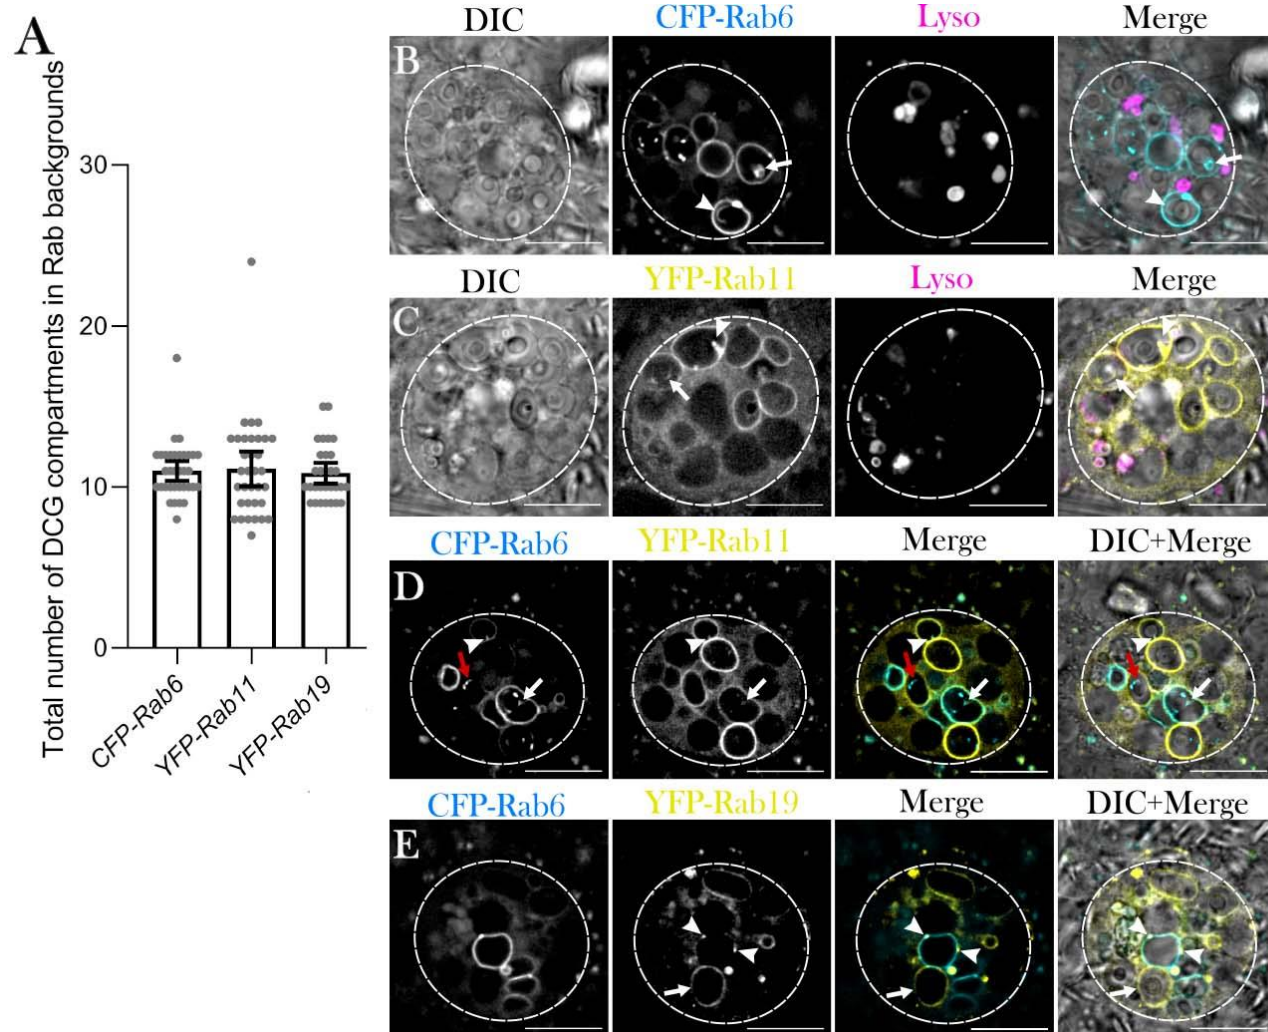 A
Total number of DCG compartments in Rab backgrounds
30
20
10
0
CFP-Rab6
YFP-Rab11
YFP-Rab19
DIC CFP-Rab6 Lyso Merge
B
DIC YFP-Rab11 Lyso Merge
C
CFP-Rab6 YFP-Rab11 Merge DIC+Merge
D
CFP-Rab6 YFP-Rab19 Merge DIC+Merge
E